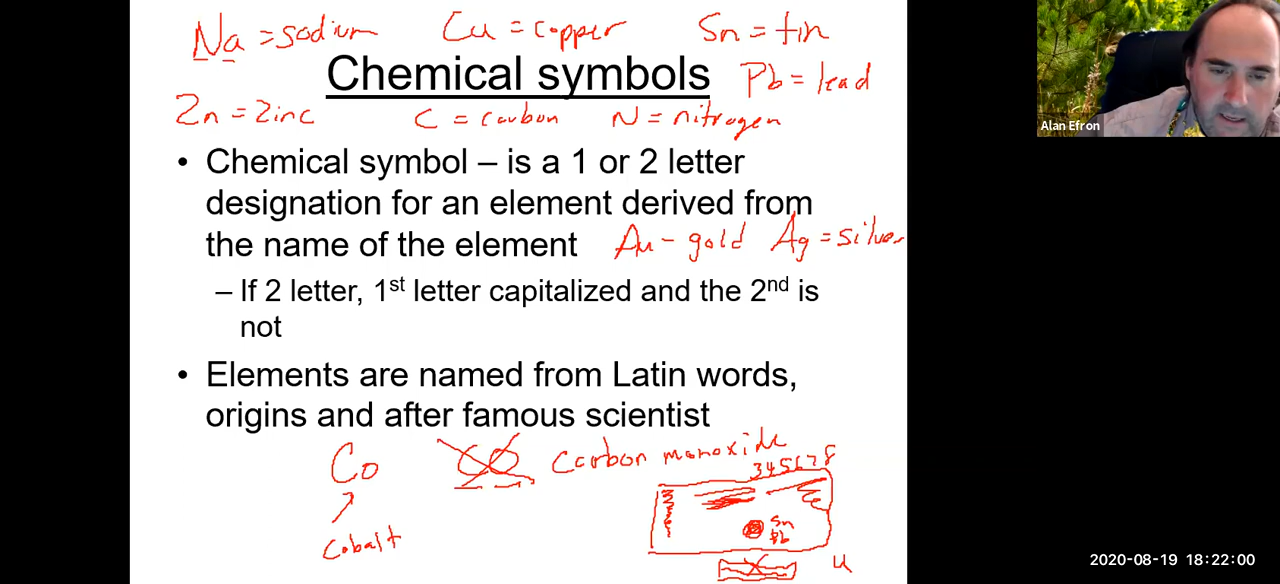 Na = sodium Cu = copper Sn = tin
Chemical symbols Pb = lead
Zn = Zinc C = carbon N = nitrogen
• Chemical symbol – is a 1 or 2 letter
designation for an element derived from
the name of the element Au - gold Ag = silver
– If 2 letter, 1st letter capitalized and the 2nd is
not
• Elements are named from Latin words,
origins and after famous scientist
Co CO carbon monoxide
345678
Cobalt
Sn
Pb
u
Alan Efron
2020-08-19 18:22:00